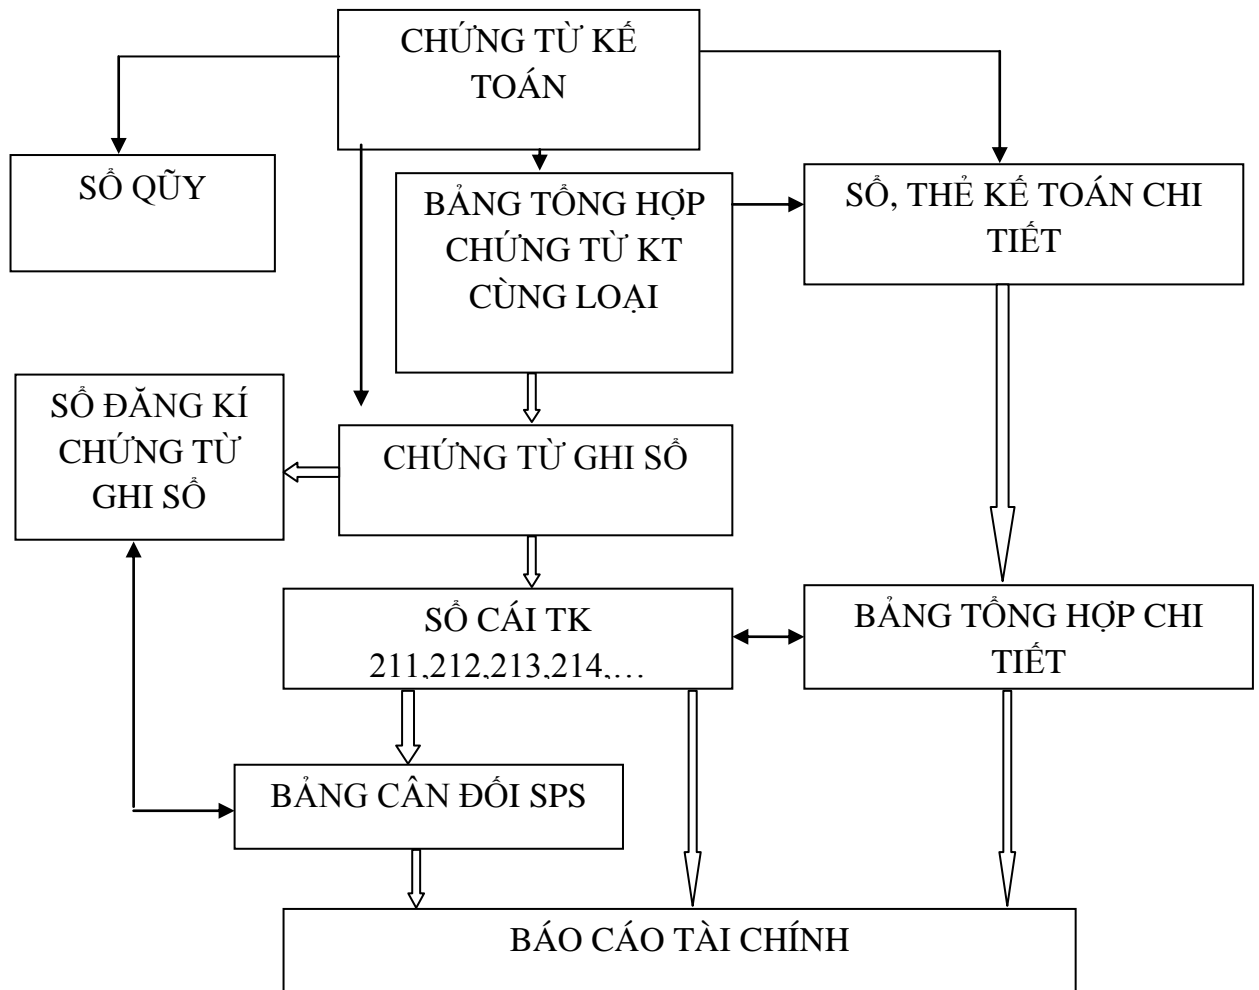 CHỨNG TỪ KẾ
TOÁN
SỔ QŨY
BẢNG TỔNG HỢP
CHỨNG TỪ KT
CÙNG LOẠI
SỔ, THẺ KẾ TOÁN CHI
TIẾT
SỔ ĐĂNG KÍ
CHỨNG TỪ
GHI SỔ
CHỨNG TỪ GHI SỔ
SỔ CÁI TK
211,212,213,214,…
BẢNG TỔNG HỢP CHI
TIẾT
BẢNG CÂN ĐỐI SPS
BÁO CÁO TÀI CHÍNH